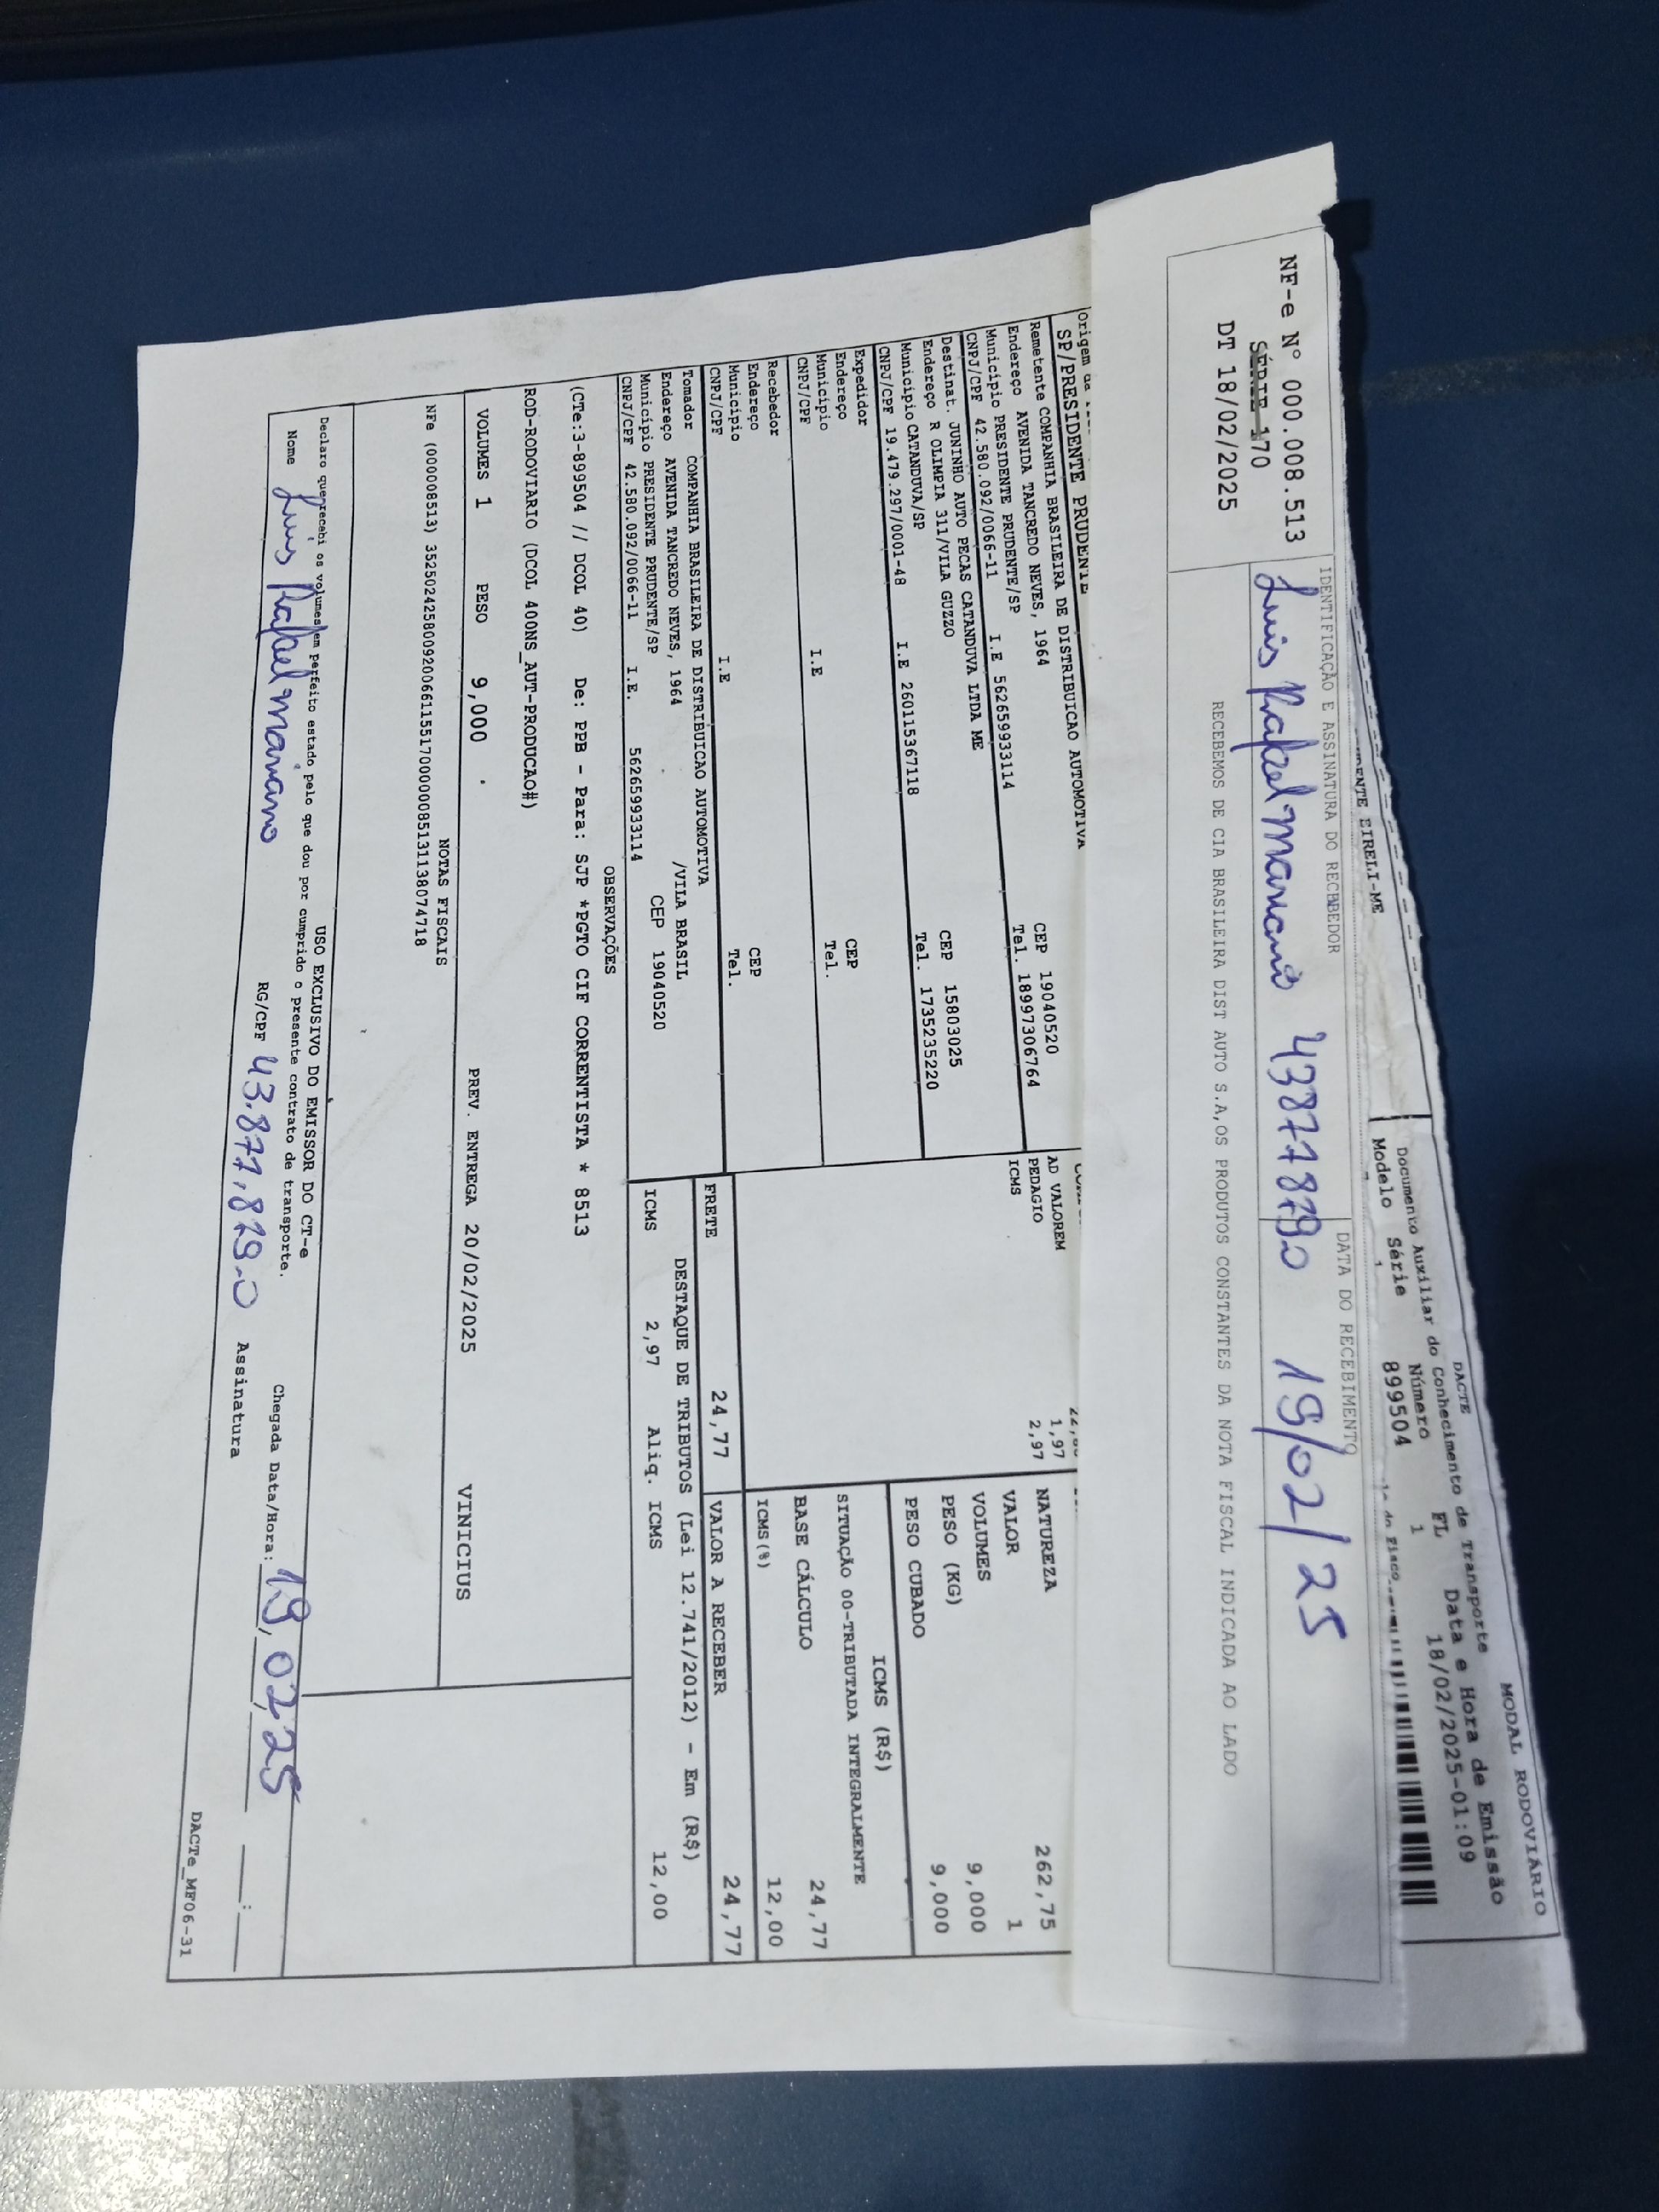 MODAL RODOVIÁRIO
DACTE
Documento Auxiliar do Conhecimento de Transporte
Modelo Série Número FL Data e Hora de Emissão
1 899504 1 18/02/2025-01:09
DENTE EIRELI-ME
do Fisco
NF-e N° 000.008.513
SÉRIE 170
DT 18/02/2025
IDENTIFICAÇÃO E ASSINATURA DO RECEBEDOR
Luis Rafael Mariano 438718790
DATA DO RECEBIMENTO
19/02/25
RECEBEMOS DE CIA BRASILEIRA DIST AUTO S.A,OS PRODUTOS CONSTANTES DA NOTA FISCAL INDICADA AO LADO
Origem da
SP/PRESIDENTE PRUDENTE
Remetente COMPANHIA BRASILEIRA DE DISTRIBUICAO AUTOMOTIVA
Endereço AVENIDA TANCREDO NEVES, 1964 CEP 19040520
Município PRESIDENTE PRUDENTE/SP Tel. 18997306764
CNPJ/CPF 42.580.092/0066-11 I.E 562659933114
Destinat. JUNINHO AUTO PECAS CATANDUVA LTDA ME
Endereço R OLIMPIA 311/VILA GUZZO CEP 15803025
Município CATANDUVA/SP Tel. 1735235220
CNPJ/CPF 19.479.297/0001-48 I.E 260115367118
Expedidor
Endereço CEP
Município Tel.
CNPJ/CPF I.E
Recebedor
Endereço CEP
Município Tel.
CNPJ/CPF I.E
AD VALOREM 1,97
PEDAGIO 2,97
ICMS
NATUREZA
VALOR 262,75
VOLUMES 1
PESO (KG) 9,000
PESO CUBADO 9,000
ICMS (R$)
SITUAÇÃO 00-TRIBUTADA INTEGRALMENTE
BASE CÁLCULO 24,77
ICMS(%) 12,00
FRETE 24,77 VALOR A RECEBER 24,77
Tomador COMPANHIA BRASILEIRA DE DISTRIBUICAO AUTOMOTIVA
Endereço AVENIDA TANCREDO NEVES, 1964 /VILA BRASIL
Município PRESIDENTE PRUDENTE/SP CEP 19040520
CNPJ/CPF 42.580.092/0066-11 I.E. 562659933114
DESTAQUE DE TRIBUTOS (Lei 12.741/2012) - Em (R$)
ICMS 2,97 Aliq. ICMS 12,00
OBSERVAÇÕES
(CTe:3-899504 // DCOL 40) De: PPB - Para: SJP *PGTO CIF CORRENTISTA * 8513
ROD-RODOVIARIO (DCOL 400NS_AUT-PRODUCAO#)
VOLUMES 1 PESO 9,000 PREV. ENTREGA 20/02/2025 VINICIUS
NOTAS FISCAIS
NFe (000008513) 35250242580092006611551700000085131138074718
USO EXCLUSIVO DO EMISSOR DO CT-e
Declaro que recebi os volumes em perfeito estado pelo que dou por cumprido o presente contrato de transporte.
Nome Luis Rafael Mariano RG/CPF 43.871.879-0 Assinatura
Chegada Data/Hora: 19/02/25 __:__
DACTe_MF06-31